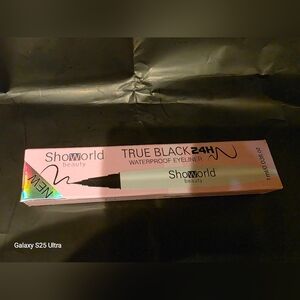 Showorld
beauty
TRUE BLACK 24H
WATERPROOF EYELINER
NEW
Showorld
beauty
Galaxy S25 Ultra